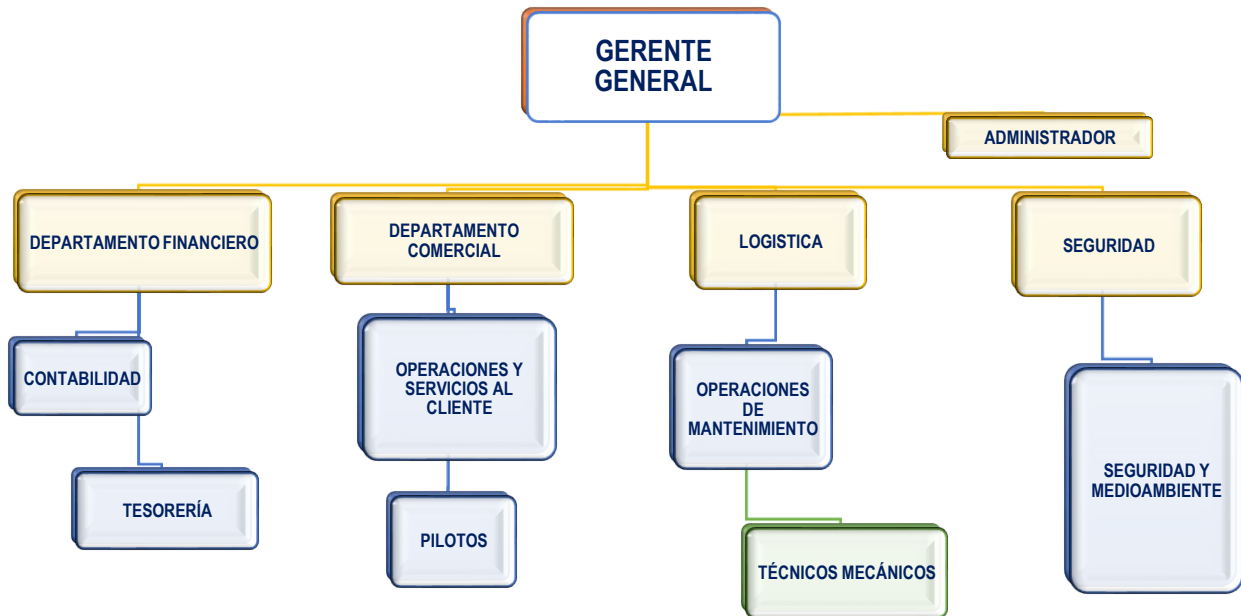 GERENTE
GENERAL
ADMINISTRADOR
DEPARTAMENTO FINANCIERO
DEPARTAMENTO
COMERCIAL
LOGISTICA
SEGURIDAD
CONTABILIDAD
OPERACIONES Y
SERVICIOS AL
CLIENTE
OPERACIONES
DE
MANTENIMIENTO
SEGURIDAD Y
MEDIOAMBIENTE
TESORERÍA
PILOTOS
TÉCNICOS MECÁNICOS